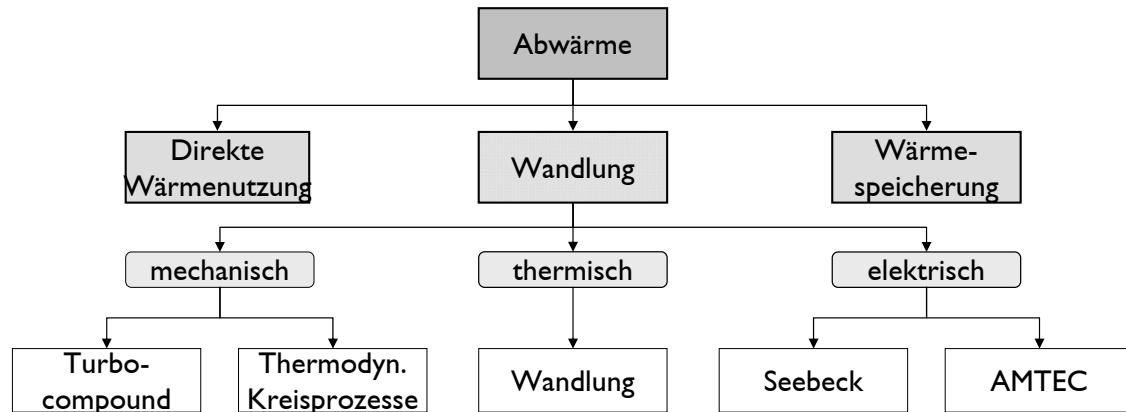 Abwärme
Direkte
Wärmenutzung
Wandlung
Wärme-
speicherung
mechanisch
thermisch
elektrisch
Turbo-
compound
Thermodyn.
Kreisprozesse
Wandlung
Seebeck
AMTEC